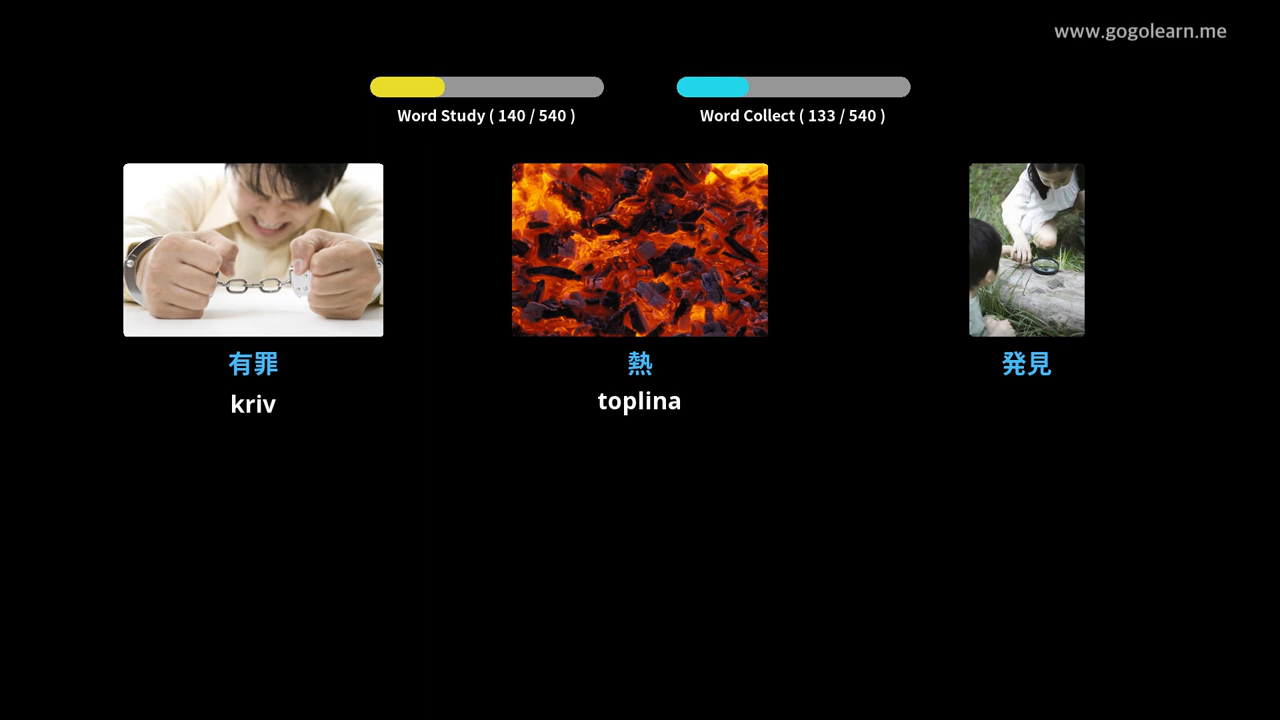 www.gogolearn.me
Word Study ( 140 / 540 )
Word Collect ( 133 / 540 )
有罪
熱
発見
kriv
toplina